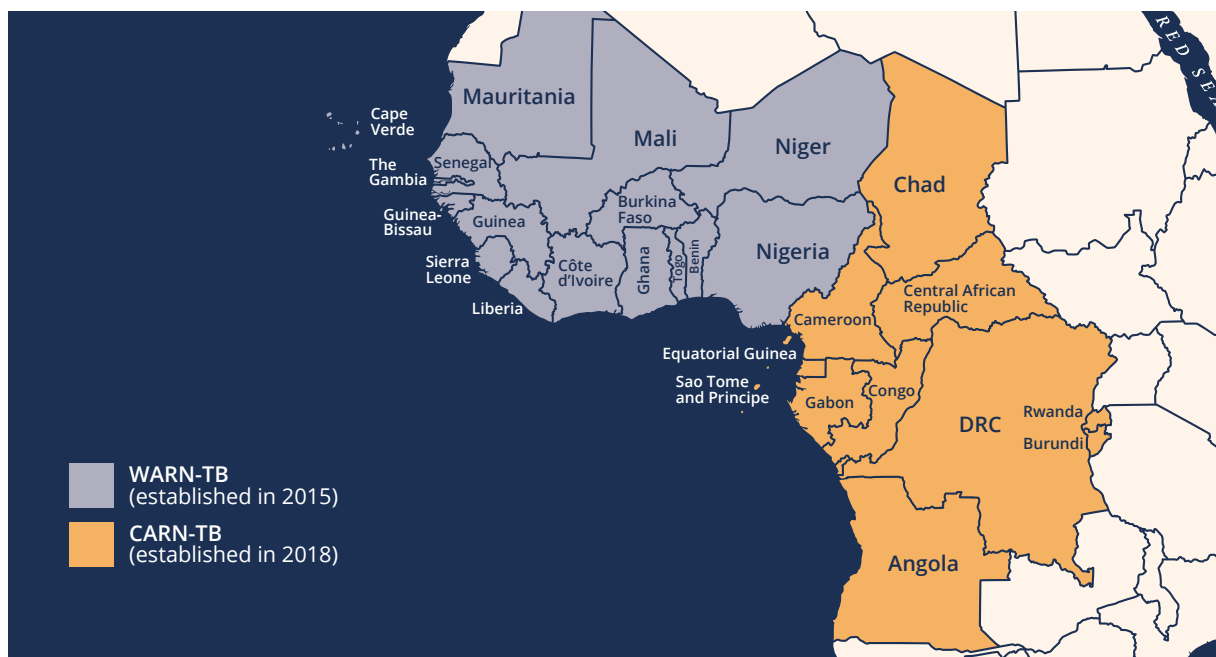 RED SEA
Mauritania
Cape
Verde
Mali
Niger
Senegal
The
Gambia
Chad
Burkina
Faso
Guinea-
Bissau
Guinea
Nigeria
Benin
Togo
Ghana
Côte
d'Ivoire
Sierra
Leone
Liberia
Central African
Republic
Cameroon
Equatorial Guinea
Sao Tome
and Principe
Gabon
Congo
DRC
Rwanda
Burundi
WARN-TB
(established in 2015)
CARN-TB
(established in 2018)
Angola